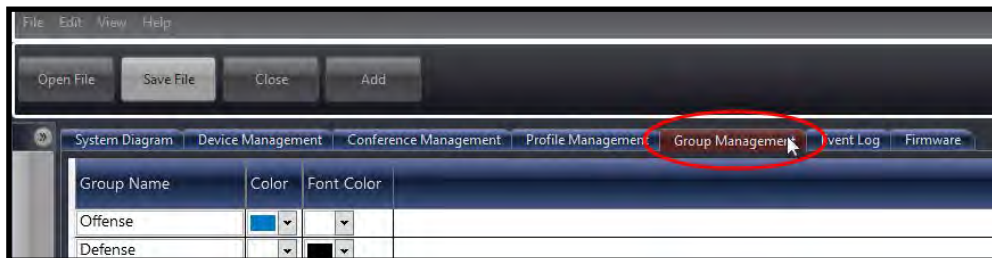 File Edit View Help
Open File Save File Close Add
System Diagram Device Management Conference Management Profile Management Group Management Event Log Firmware
Group Name Color Font Color
Offense
Defense